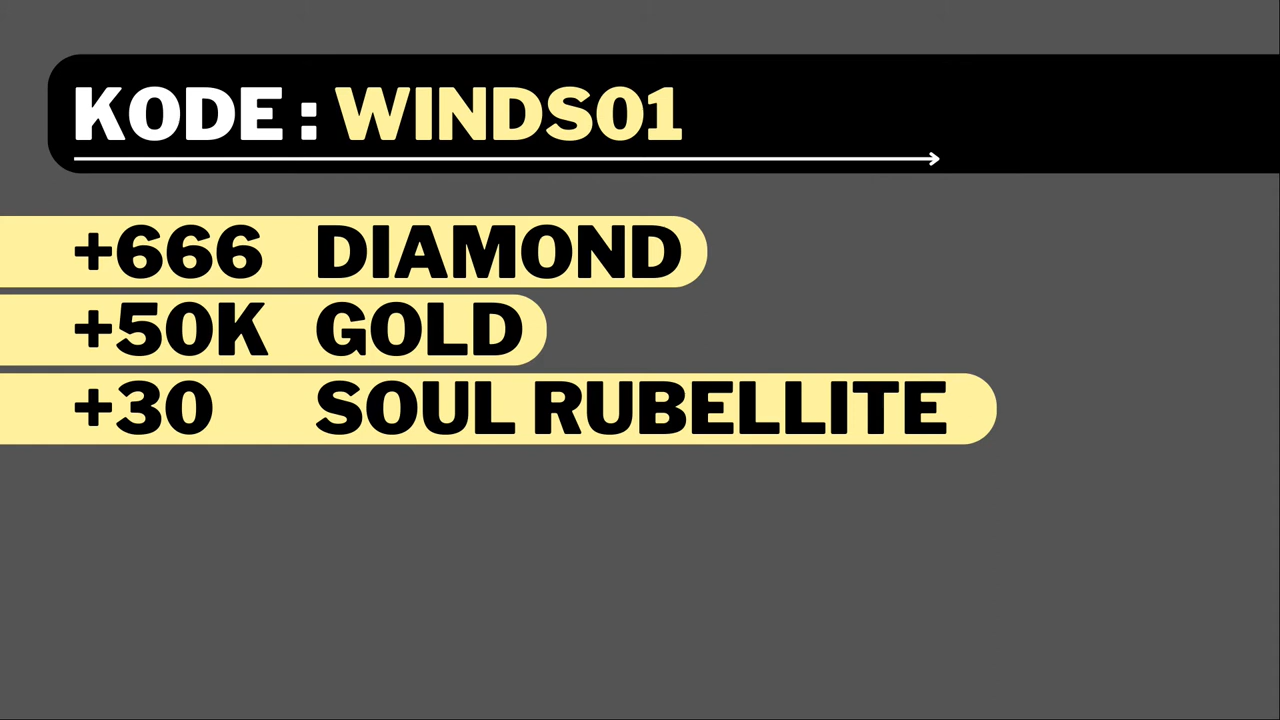 KODE : WINDS01
+666 DIAMOND
+50K GOLD
+30 SOUL RUBELLITE